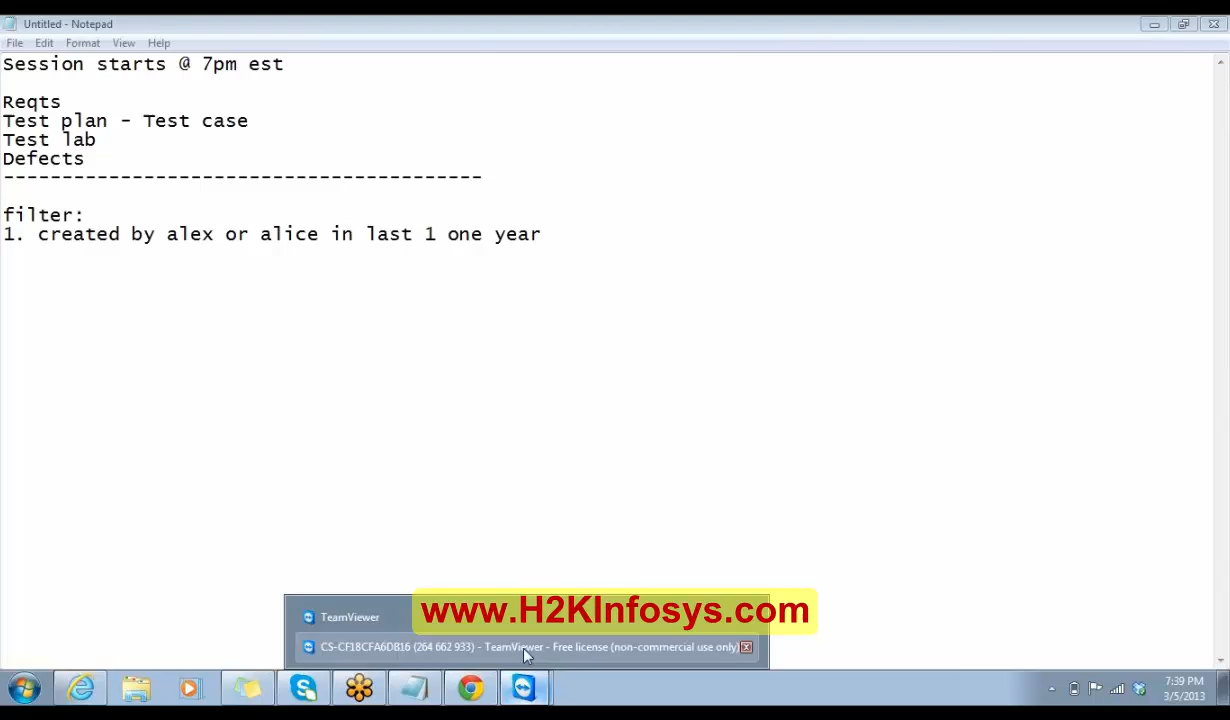 Untitled - Notepad
File Edit Format View Help
Session starts @ 7pm est
Reqts
Test plan - Test case
Test lab
Defects
-----------------------------------------
filter:
1. created by alex or alice in last 1 one year
TeamViewer
www.H2KInfosys.com
CS-CF18CFA6DB16 (264 662 933) - TeamViewer - Free license (non-commercial use only)
7:39 PM
3/5/2013